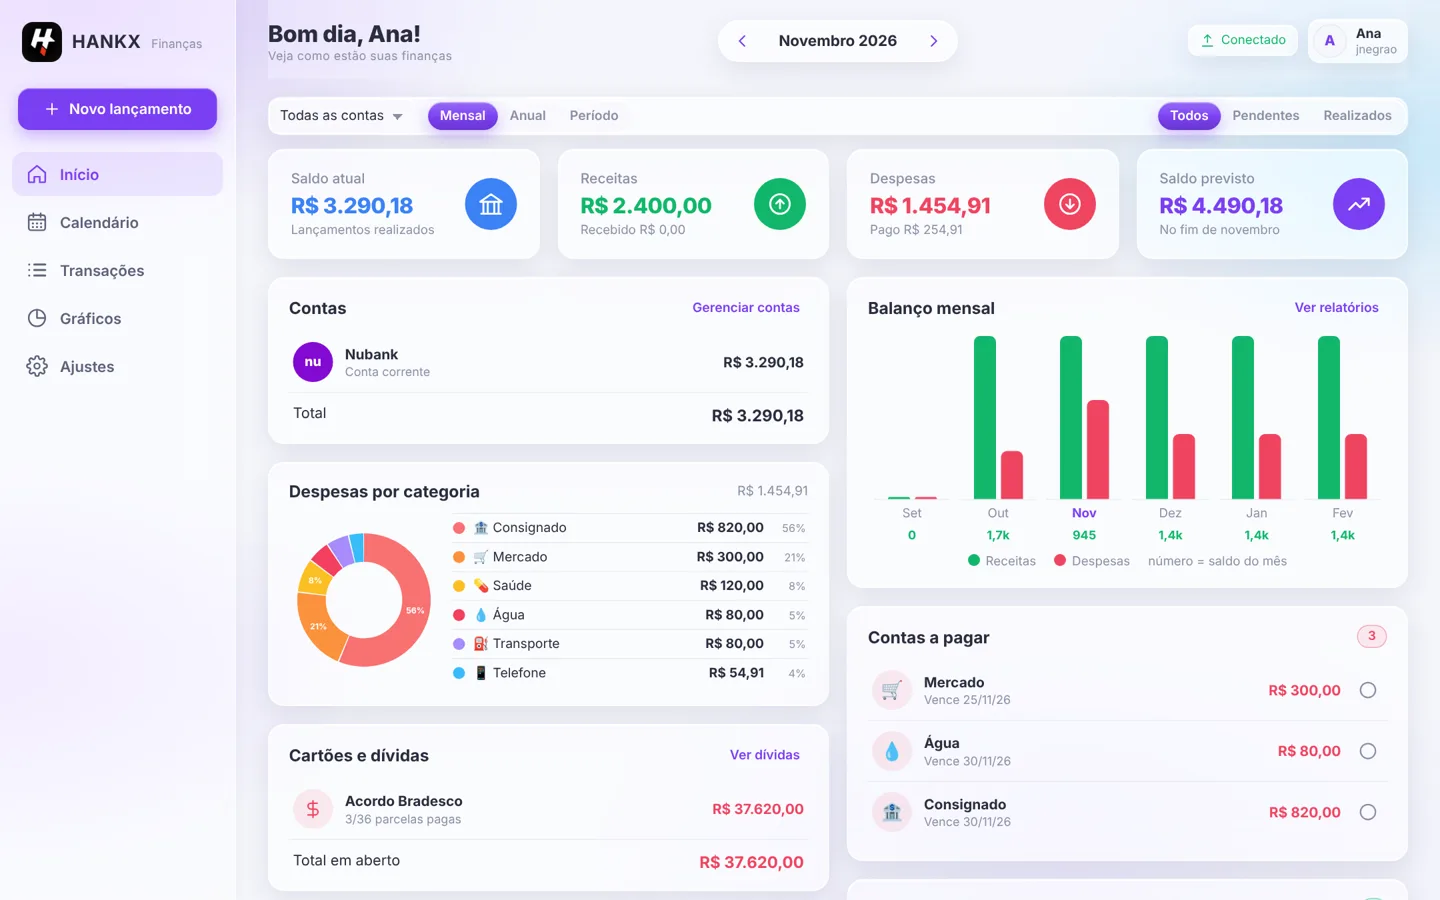 HANKX Finanças
Novo lançamento
Início
Calendário
Transações
Gráficos
Ajustes
Bom dia, Ana!
Veja como estão suas finanças
Novembro 2026
Conectado
A
Ana
jnegrao
Todas as contas
Mensal
Anual
Período
Todos
Pendentes
Realizados
Saldo atual
R$ 3.290,18
Lançamentos realizados
Receitas
R$ 2.400,00
Recebido R$ 0,00
Despesas
R$ 1.454,91
Pago R$ 254,91
Saldo previsto
R$ 4.490,18
No fim de novembro
Contas
Gerenciar contas
nu
Nubank
Conta corrente
R$ 3.290,18
Total
R$ 3.290,18
Despesas por categoria
R$ 1.454,91
56%
21%
8%
Consignado R$ 820,00 56%
Mercado R$ 300,00 21%
Saúde R$ 120,00 8%
Água R$ 80,00 5%
Transporte R$ 80,00 5%
Telefone R$ 54,91 4%
Cartões e dívidas
Ver dívidas
Acordo Bradesco
3/36 parcelas pagas
R$ 37.620,00
Total em aberto
R$ 37.620,00
Balanço mensal
Ver relatórios
Set Out Nov Dez Jan Fev
0 1,7k 945 1,4k 1,4k 1,4k
Receitas Despesas número = saldo do mês
Contas a pagar
3
Mercado
Vence 25/11/26
R$ 300,00
Água
Vence 30/11/26
R$ 80,00
Consignado
Vence 30/11/26
R$ 820,00